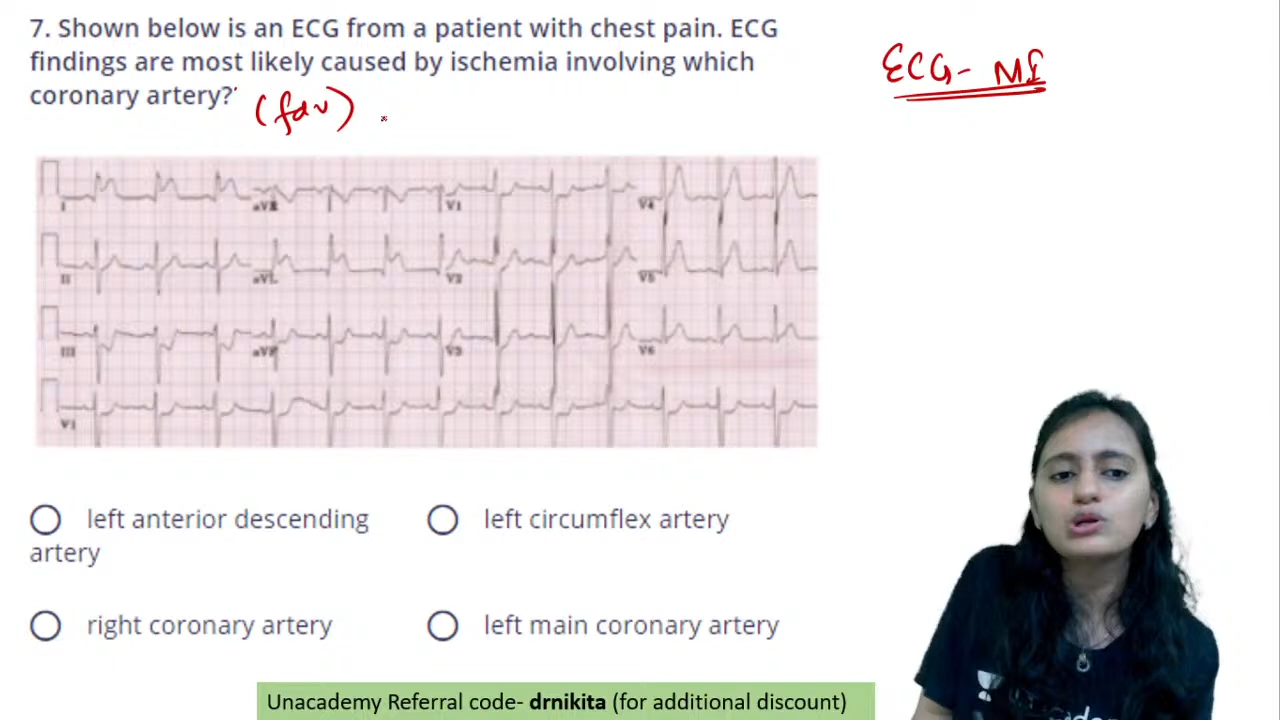 7. Shown below is an ECG from a patient with chest pain. ECG
findings are most likely caused by ischemia involving which
coronary artery?'
(fav)
ECG- MI
I
aVR
V1
V4
II
aVL
V2
V5
III
aVF
V3
V6
V1
left anterior descending
artery
left circumflex artery
right coronary artery
left main coronary artery
Unacademy Referral code- drnikita (for additional discount)